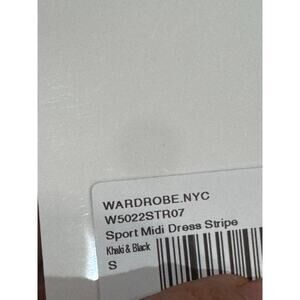 WARDROBE.NYC
W5022STR07
Sport Midi Dress Stripe
Khaki & Black
S